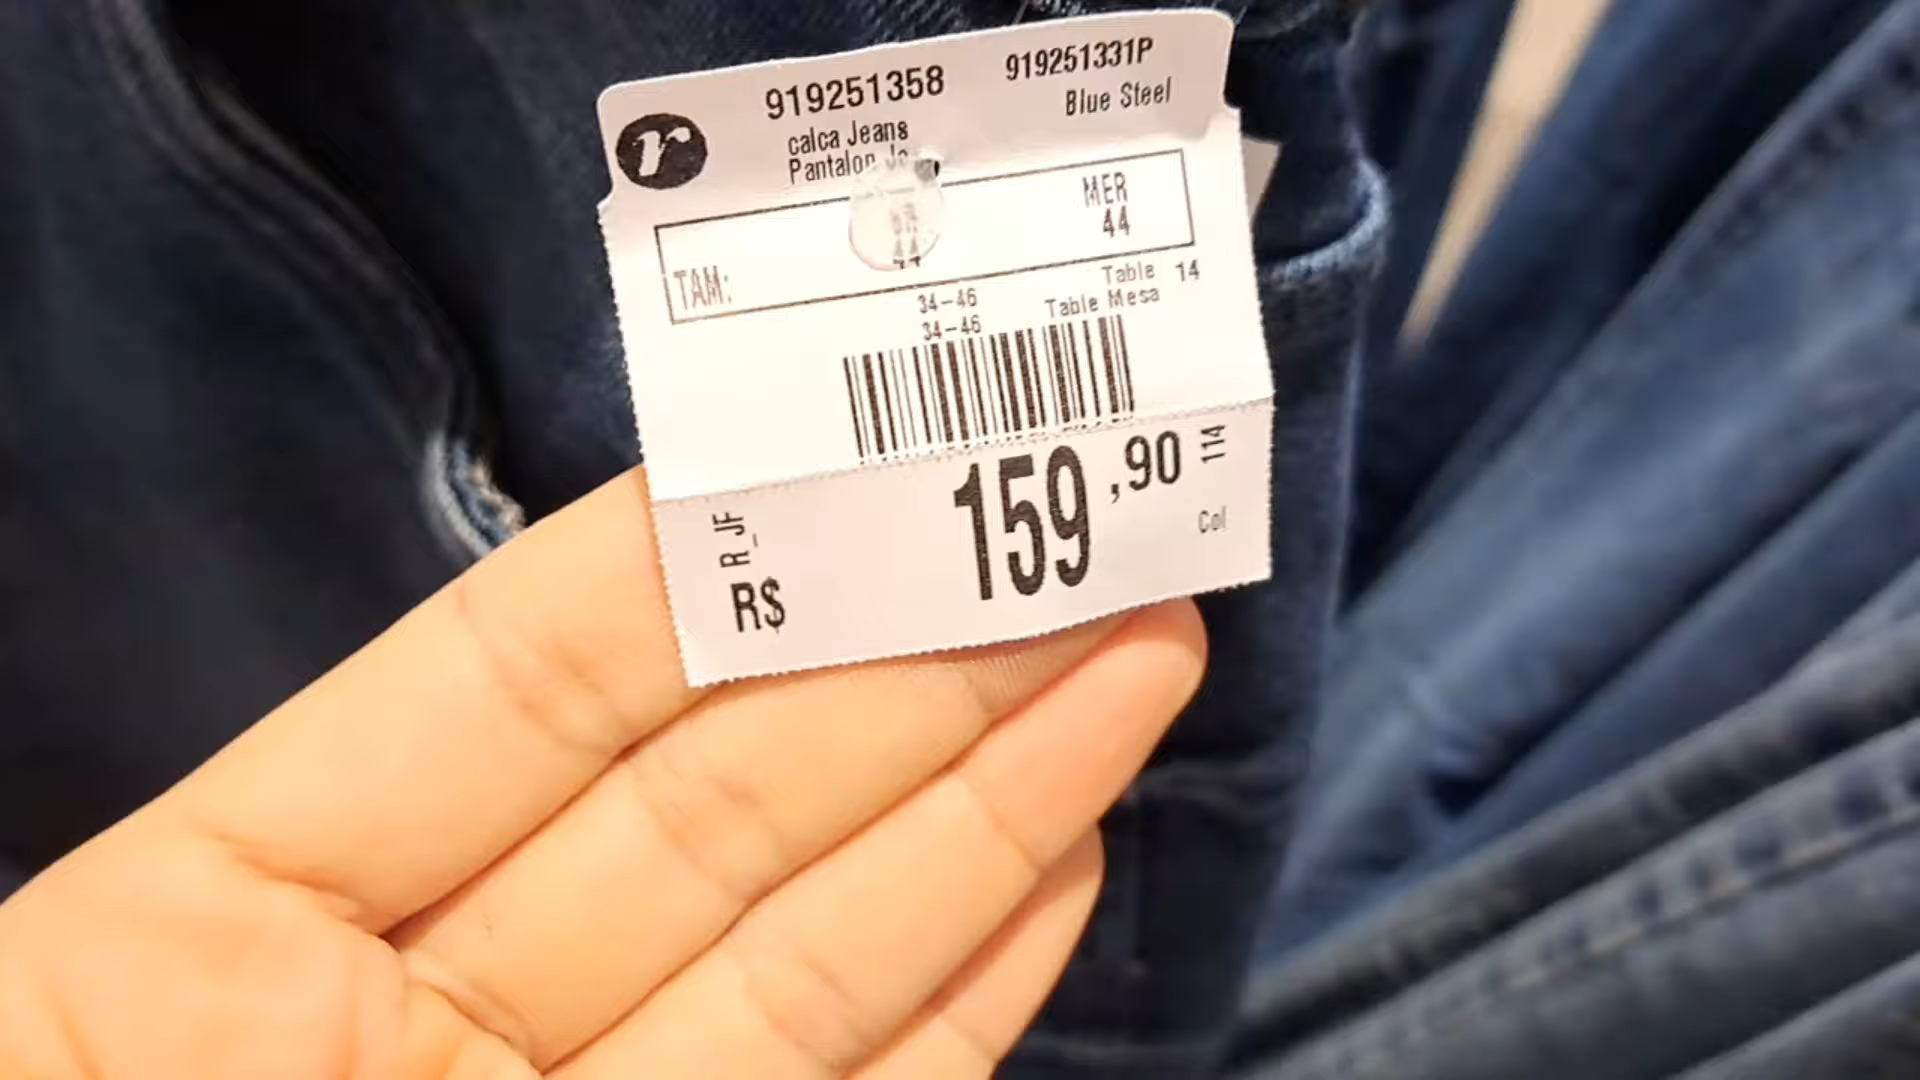 919251358 919251331P
calca Jeans Blue Steel
Pantalon
r
MER
44 44
TAM:
34-46 Table 14
34-46 Table Mesa
159,90 114
R_JF Col
R$